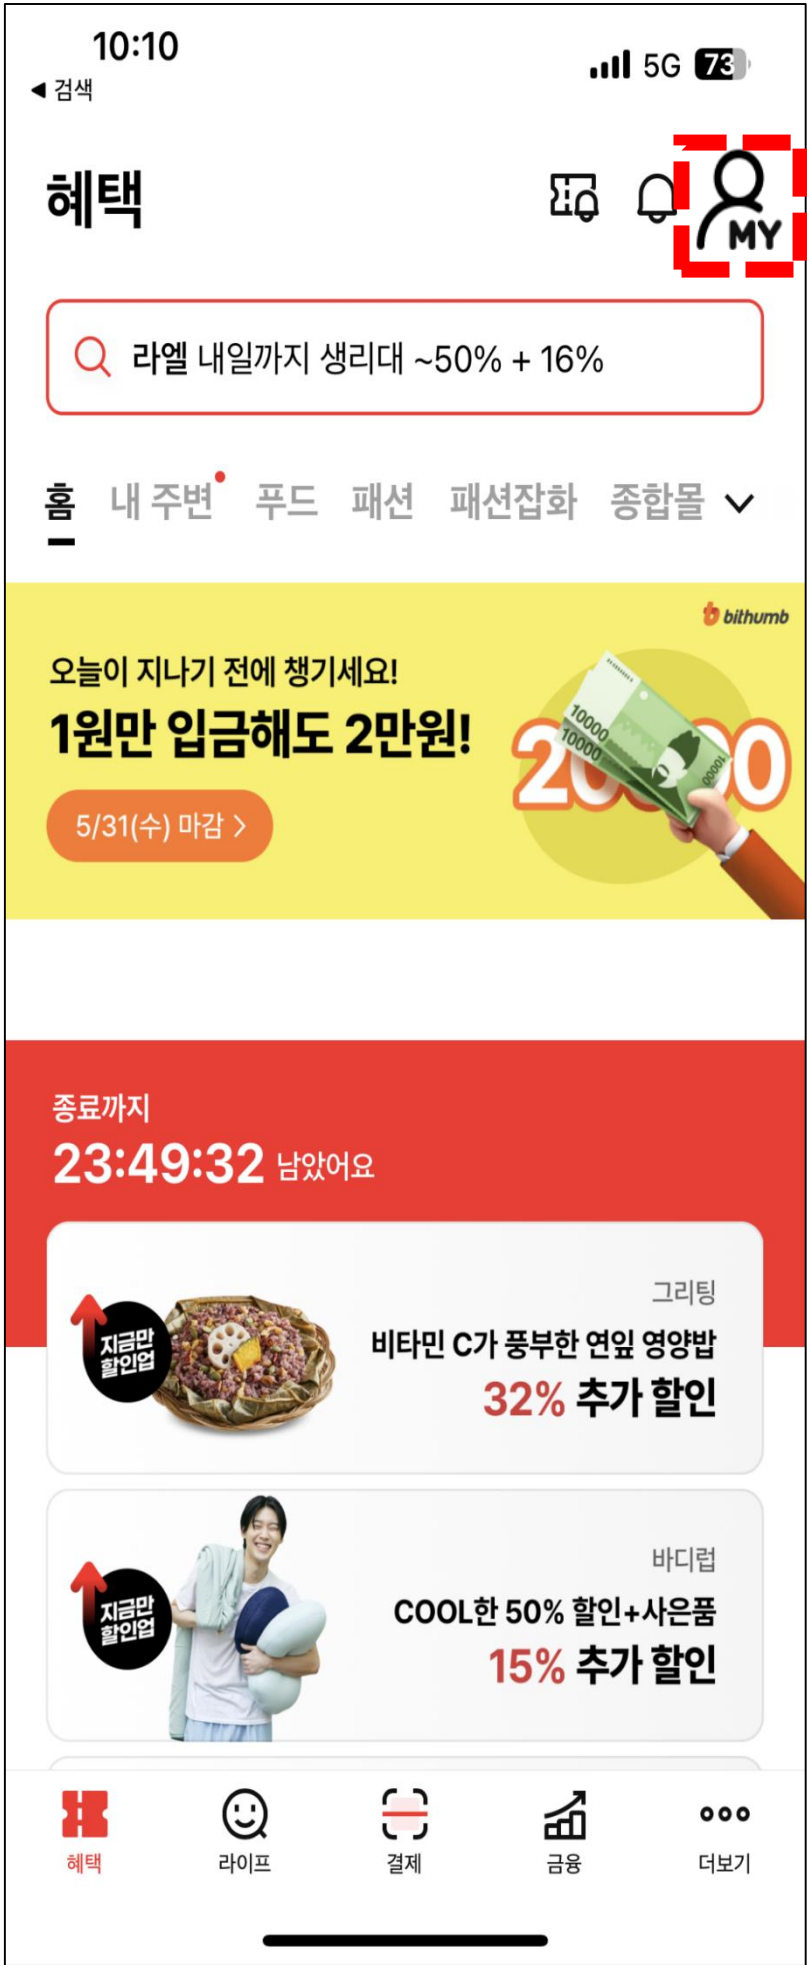 10:10
5G 73
◀ 검색
혜택
MY
라엘 내일까지 생리대 ~50% + 16%
홈 내 주변 푸드 패션 패션잡화 종합몰
bithumb
오늘이 지나기 전에 챙기세요!
1원만 입금해도 2만원!
10000
10000
10000
5/31(수) 마감 >
종료까지
23:49:32 남았어요
그리팅
지금만
할인업
비타민 C가 풍부한 연잎 영양밥
32% 추가 할인
바디럽
지금만
할인업
COOL한 50% 할인+사은품
15% 추가 할인
혜택 라이프 결제 금융 더보기